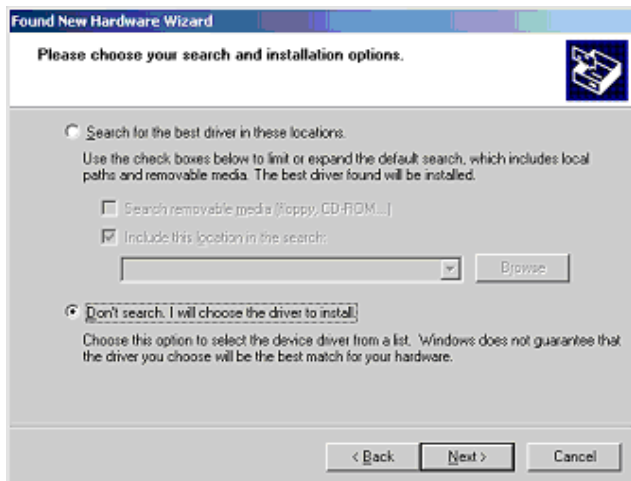 Found New Hardware Wizard
Please choose your search and installation options.
Search for the best driver in these locations.
Use the check boxes below to limit or expand the default search, which includes local
paths and removable media. The best driver found will be installed.
Search removable media (floppy, CD-ROM...)
Include this location in the search:
Browse
Don't search. I will choose the driver to install.
Choose this option to select the device driver from a list. Windows does not guarantee that
the driver you choose will be the best match for your hardware.
< Back
Next >
Cancel